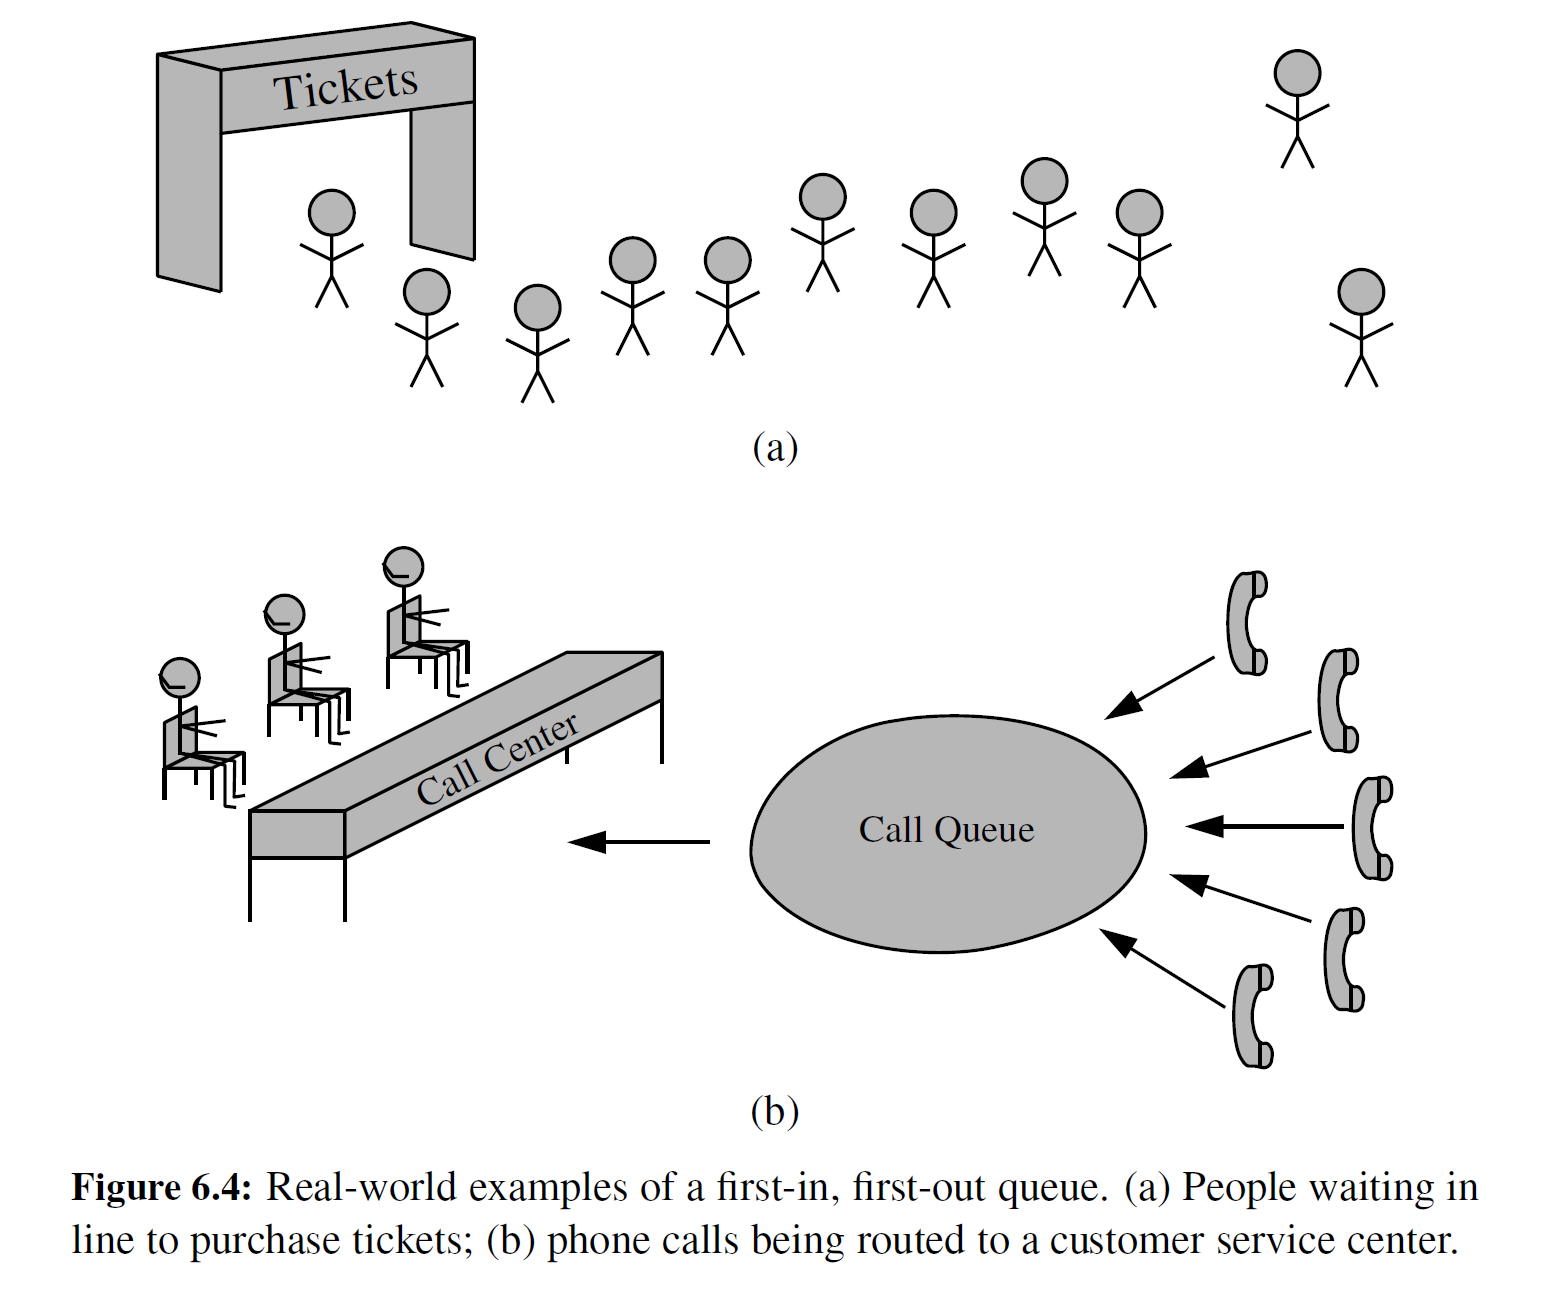 Tickets
(a)
Call Center
Call Queue
(b)
Figure 6.4: Real-world examples of a first-in, first-out queue. (a) People waiting in
line to purchase tickets; (b) phone calls being routed to a customer service center.